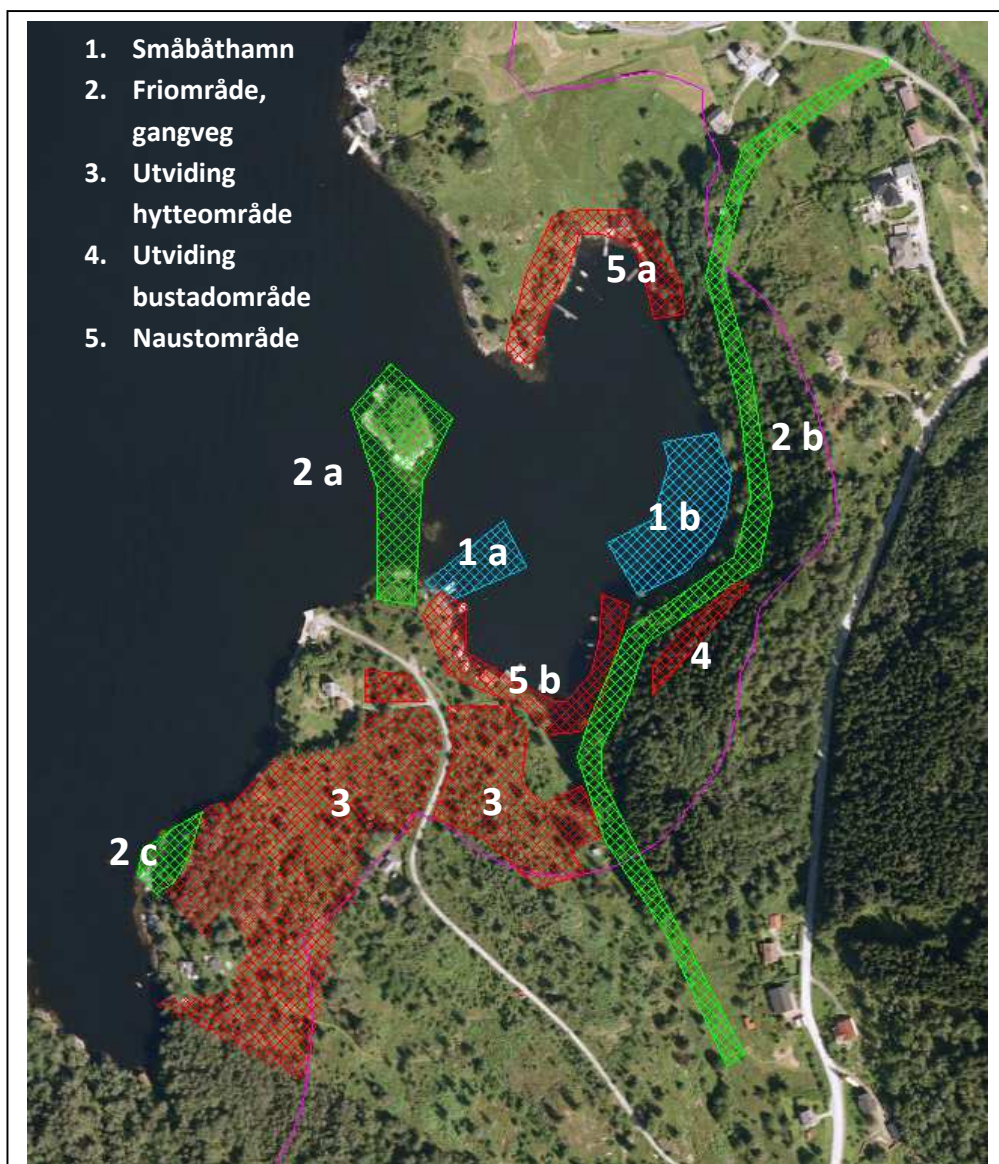 1. Småbåthamn
2. Friområde,
gangveg
3. Utviding
hytteområde
4. Utviding
bustadområde
5. Naustområde
5 a
2 b
2 a
1 b
1 a
4
5 b
3
3
2 c